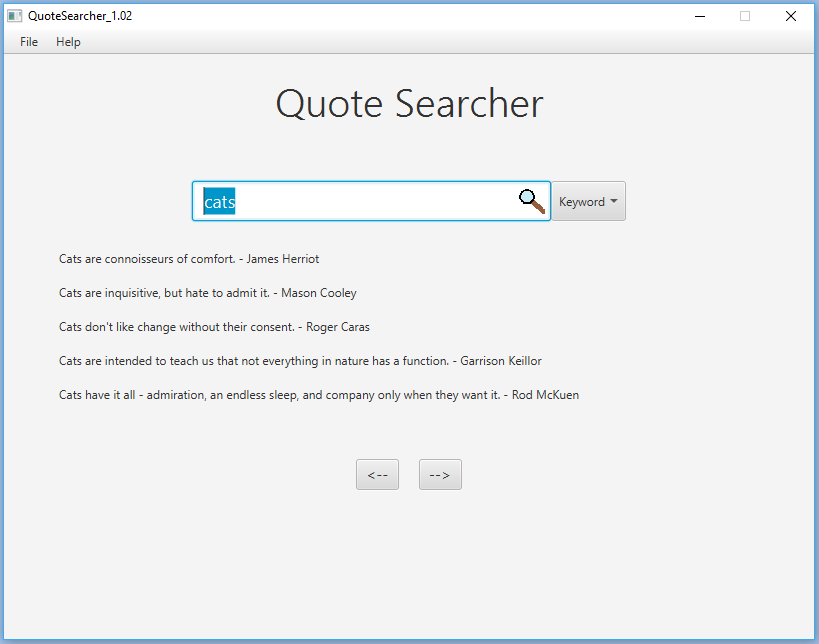 QuoteSearcher_1.02
File Help
Quote Searcher
cats
Keyword
Cats are connoisseurs of comfort. - James Herriot
Cats are inquisitive, but hate to admit it. - Mason Cooley
Cats don't like change without their consent. - Roger Caras
Cats are intended to teach us that not everything in nature has a function. - Garrison Keillor
Cats have it all - admiration, an endless sleep, and company only when they want it. - Rod McKuen
<-- -->